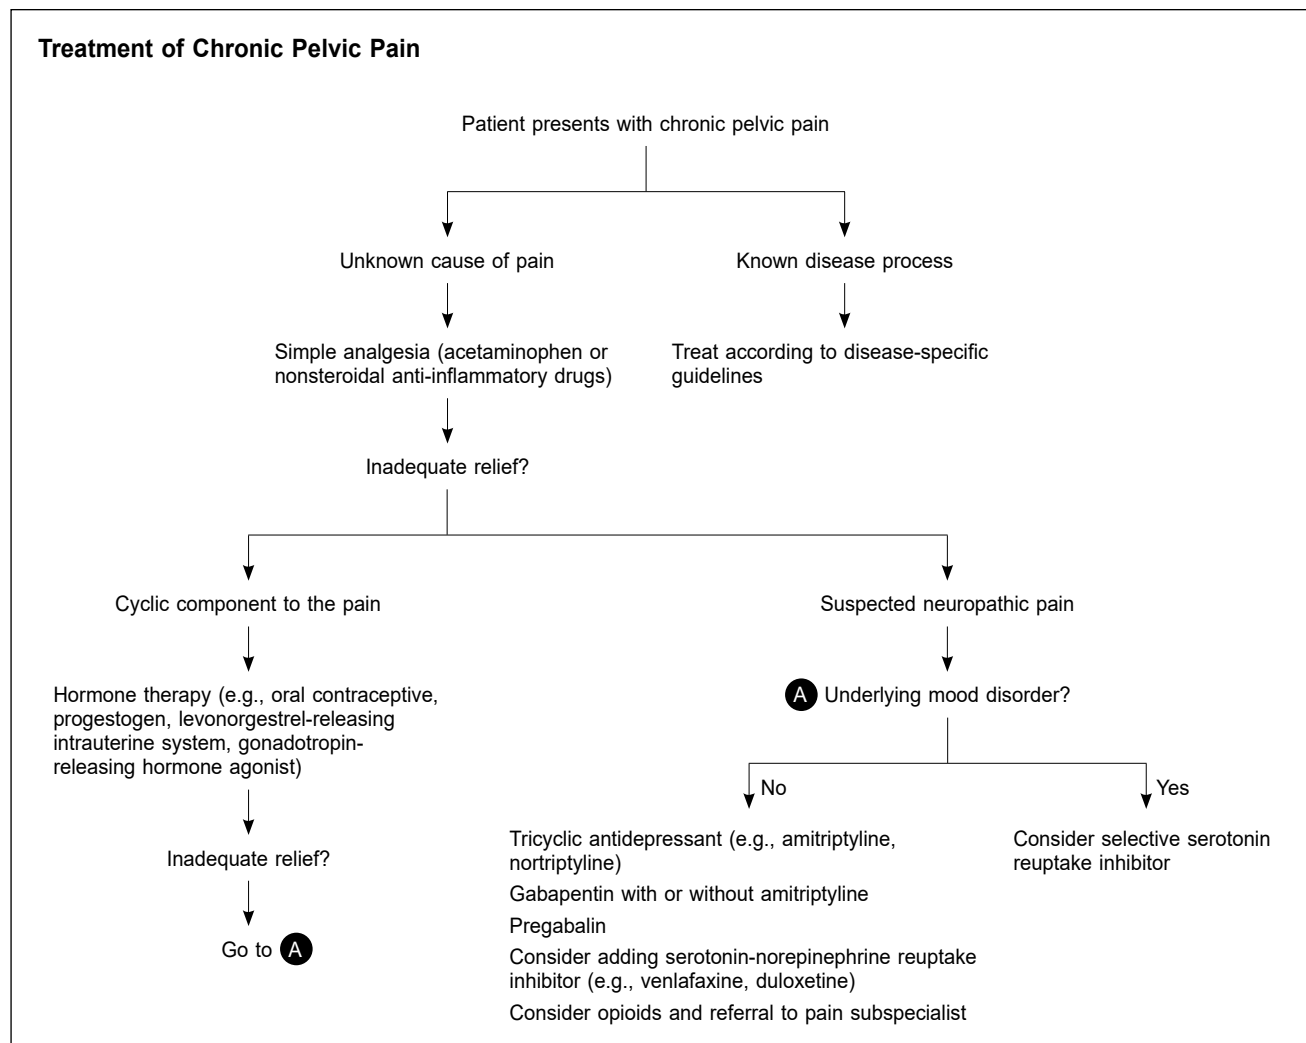 Treatment of Chronic Pelvic Pain
Patient presents with chronic pelvic pain
Unknown cause of pain
Known disease process
Simple analgesia (acetaminophen or
nonsteroidal anti-inflammatory drugs)
Treat according to disease-specific
guidelines
Inadequate relief?
Cyclic component to the pain
Suspected neuropathic pain
Hormone therapy (e.g., oral contraceptive,
progestogen, levonorgestrel-releasing
intrauterine system, gonadotropin-
releasing hormone agonist)
A Underlying mood disorder?
Inadequate relief?
Go to A
No
Yes
Tricyclic antidepressant (e.g., amitriptyline,
nortriptyline)
Gabapentin with or without amitriptyline
Pregabalin
Consider adding serotonin-norepinephrine reuptake
inhibitor (e.g., venlafaxine, duloxetine)
Consider opioids and referral to pain subspecialist
Consider selective serotonin
reuptake inhibitor